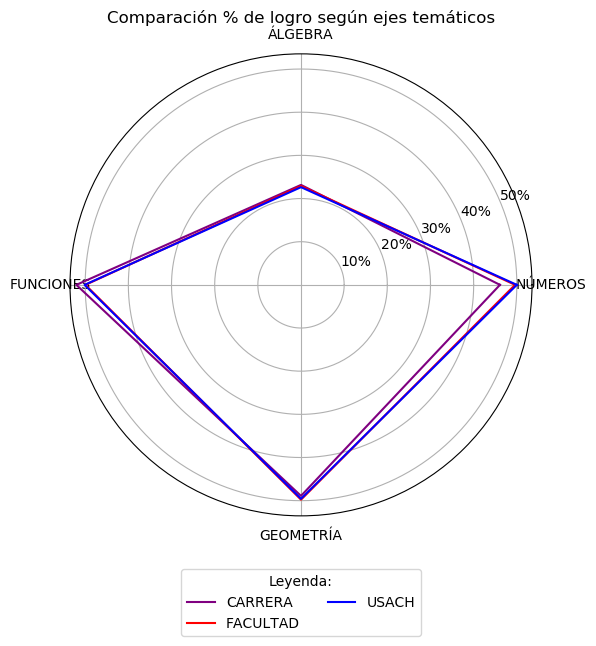 Comparación % de logro según ejes temáticos
ÁLGEBRA
50%
40%
30%
20%
10%
FUNCIONES
NÚMEROS
GEOMETRÍA
Leyenda:
CARRERA
USACH
FACULTAD